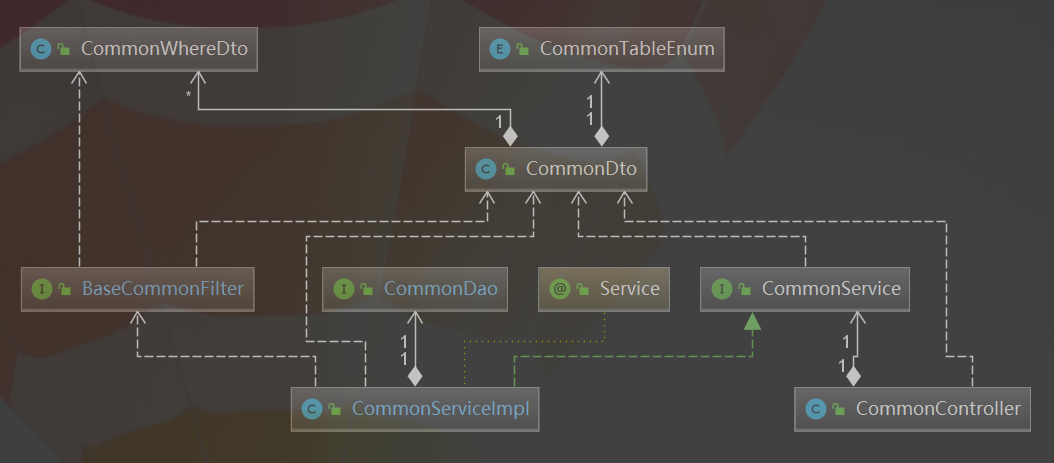 C CommonWhereDto
E CommonTableEnum
*
1
1
1
C CommonDto
I BaseCommonFilter
I CommonDao
@ Service
I CommonService
1
1
1
1
C CommonServiceImpl
C CommonController